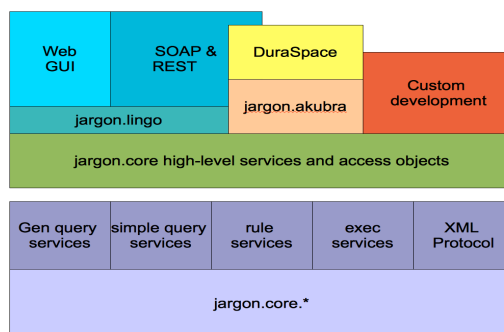 Web
GUI
SOAP &
REST
DuraSpace
Custom
development
jargon.lingo
jargon.akubra
jargon.core high-level services and access objects
Gen query
services
simple query
services
rule
services
exec
services
XML
Protocol
jargon.core.*